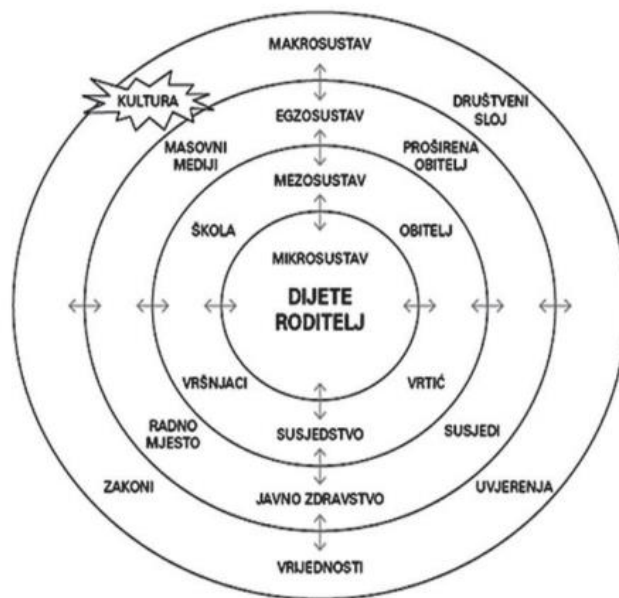 MAKROSUSTAV
KULTURA
DRUŠTVENI
SLOJ
EGZOSUSTAV
MASOVNI
MEDIJI
PROŠIRENA
OBITELJ
MEZOSUSTAV
ŠKOLA
OBITELJ
MIKROSUSTAV
DIJETE
RODITELJ
VRŠNJACI
VRTIĆ
SUSJEDSTVO
RADNO
MJESTO
SUSJEDI
ZAKONI
JAVNO ZDRAVSTVO
UVJERENJA
VRIJEDNOSTI